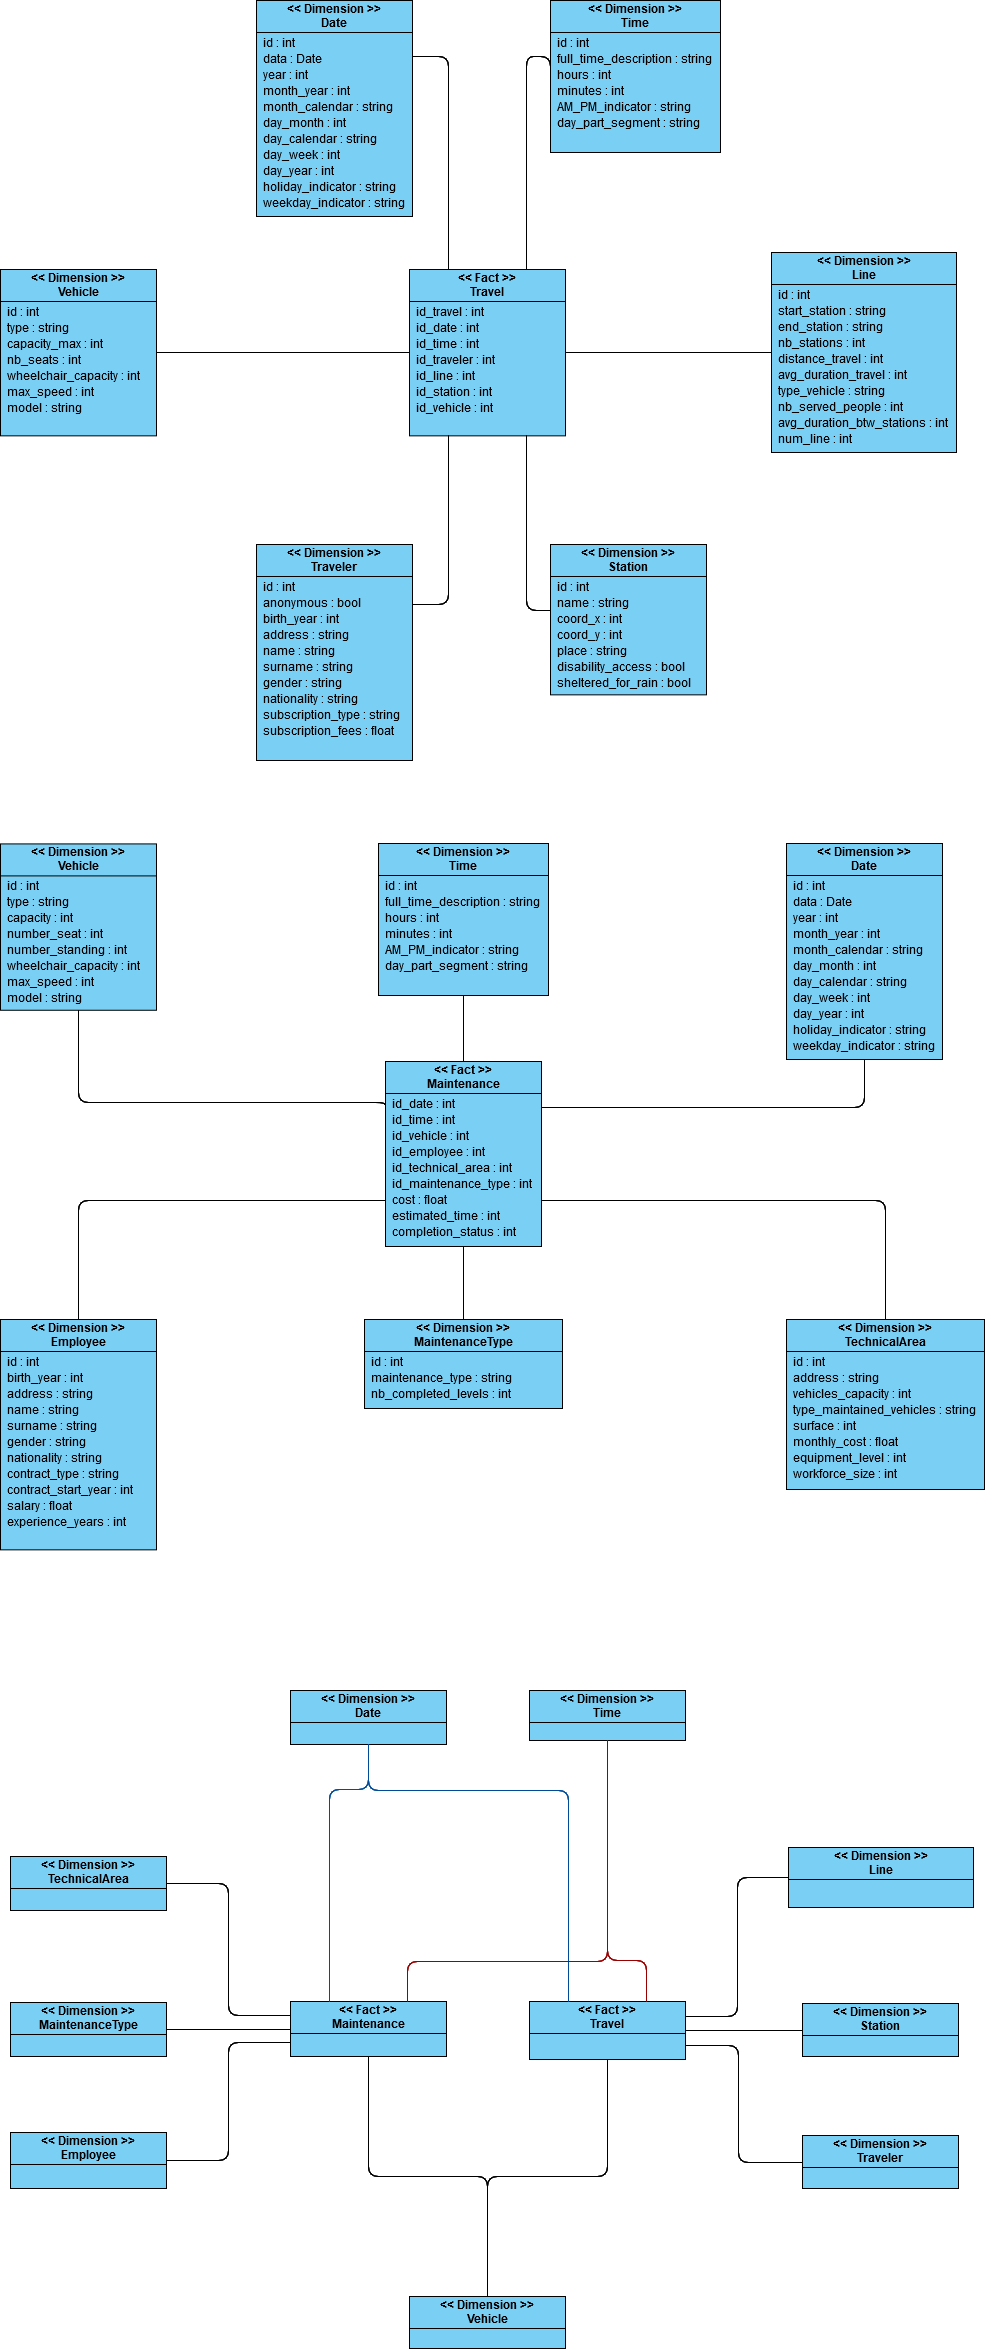 << Dimension >>
Date
id : int
data : Date
year : int
month_year : int
month_calendar : string
day_month : int
day_calendar : string
day_week : int
day_year : int
holiday_indicator : string
weekday_indicator : string
<< Dimension >>
Time
id : int
full_time_description : string
hours : int
minutes : int
AM_PM_indicator : string
day_part_segment : string
<< Dimension >>
Vehicle
id : int
type : string
capacity_max : int
nb_seats : int
wheelchair_capacity : int
max_speed : int
model : string
<< Fact >>
Travel
id_travel : int
id_date : int
id_time : int
id_traveler : int
id_line : int
id_station : int
id_vehicle : int
<< Dimension >>
Line
id : int
start_station : string
end_station : string
nb_stations : int
distance_travel : int
avg_duration_travel : int
type_vehicle : string
nb_served_people : int
avg_duration_btw_stations : int
num_line : int
<< Dimension >>
Traveler
id : int
anonymous : bool
birth_year : int
address : string
name : string
surname : string
gender : string
nationality : string
subscription_type : string
subscription_fees : float
<< Dimension >>
Station
id : int
name : string
coord_x : int
coord_y : int
place : string
disability_access : bool
sheltered_for_rain : bool
<< Dimension >>
Vehicle
id : int
type : string
capacity : int
number_seat : int
number_standing : int
wheelchair_capacity : int
max_speed : int
model : string
<< Dimension >>
Time
id : int
full_time_description : string
hours : int
minutes : int
AM_PM_indicator : string
day_part_segment : string
<< Dimension >>
Date
id : int
data : Date
year : int
month_year : int
month_calendar : string
day_month : int
day_calendar : string
day_week : int
day_year : int
holiday_indicator : string
weekday_indicator : string
<< Fact >>
Maintenance
id_date : int
id_time : int
id_vehicle : int
id_employee : int
id_technical_area : int
id_maintenance_type : int
cost : float
estimated_time : int
completion_status : int
<< Dimension >>
Employee
id : int
birth_year : int
address : string
name : string
surname : string
gender : string
nationality : string
contract_type : string
contract_start_year : int
salary : float
experience_years : int
<< Dimension >>
MaintenanceType
id : int
maintenance_type : string
nb_completed_levels : int
<< Dimension >>
TechnicalArea
id : int
address : string
vehicles_capacity : int
type_maintained_vehicles : string
surface : int
monthly_cost : float
equipment_level : int
workforce_size : int
<< Dimension >>
Date
<< Dimension >>
Time
<< Dimension >>
TechnicalArea
<< Dimension >>
Line
<< Dimension >>
MaintenanceType
<< Fact >>
Maintenance
<< Fact >>
Travel
<< Dimension >>
Station
<< Dimension >>
Employee
<< Dimension >>
Traveler
<< Dimension >>
Vehicle